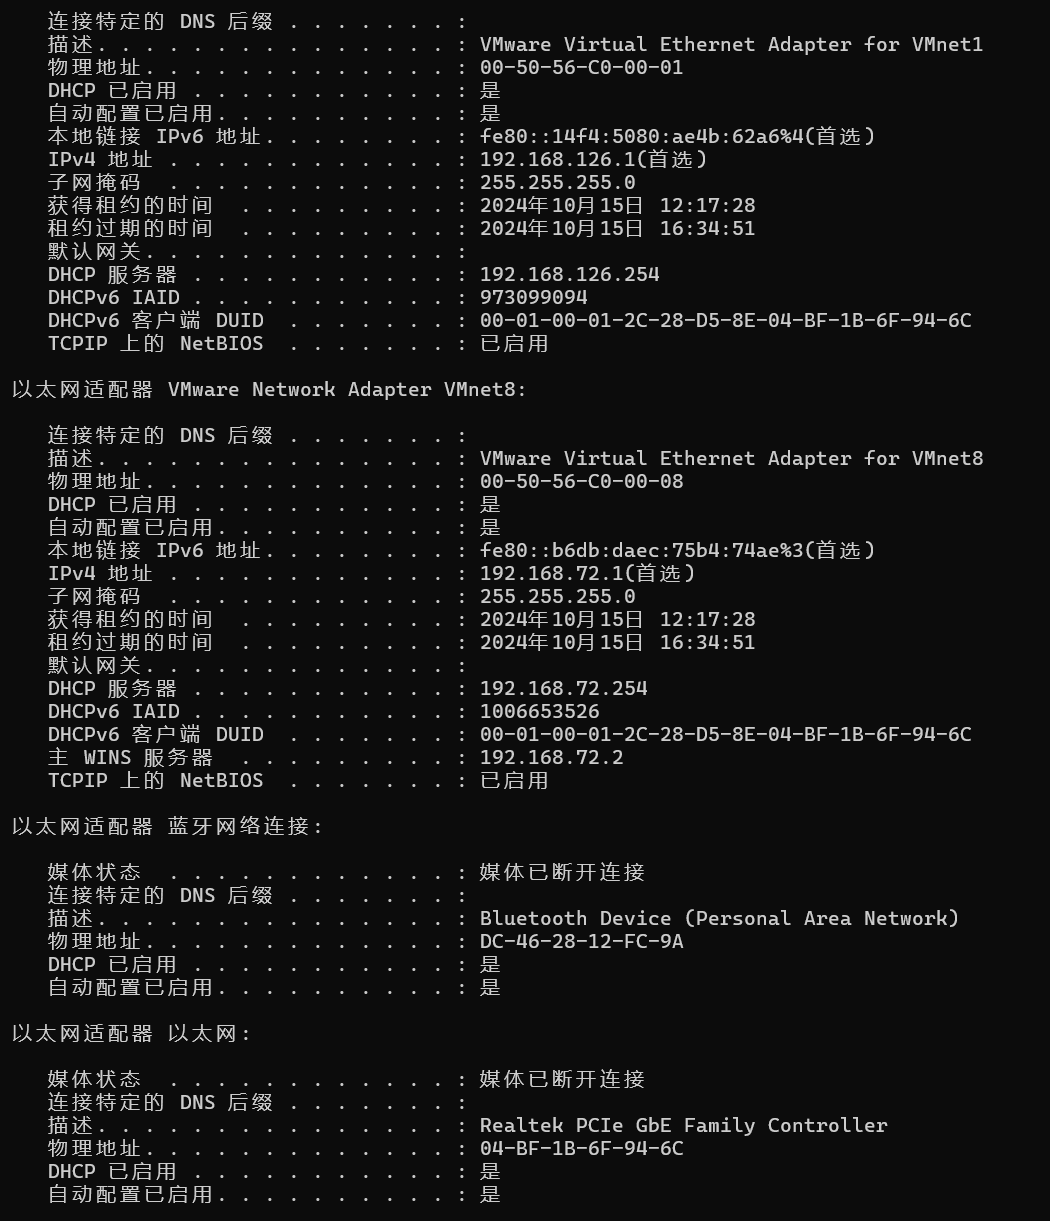 连接特定的 DNS 后缀 . . . . . . . :
描述. . . . . . . . . . . . . . . : VMware Virtual Ethernet Adapter for VMnet1
物理地址. . . . . . . . . . . . . : 00-50-56-C0-00-01
DHCP 已启用 . . . . . . . . . . . : 是
自动配置已启用. . . . . . . . . . : 是
本地链接 IPv6 地址. . . . . . . . : fe80::14f4:5080:ae4b:62a6%4(首选)
IPv4 地址 . . . . . . . . . . . . : 192.168.126.1(首选)
子网掩码  . . . . . . . . . . . . : 255.255.255.0
获得租约的时间  . . . . . . . . . : 2024年10月15日 12:17:28
租约过期的时间  . . . . . . . . . : 2024年10月15日 16:34:51
默认网关. . . . . . . . . . . . . :
DHCP 服务器 . . . . . . . . . . . : 192.168.126.254
DHCPv6 IAID . . . . . . . . . . . : 973099094
DHCPv6 客户端 DUID  . . . . . . . : 00-01-00-01-2C-28-D5-8E-04-BF-1B-6F-94-6C
TCPIP 上的 NetBIOS  . . . . . . . : 已启用
以太网适配器 VMware Network Adapter VMnet8:
连接特定的 DNS 后缀 . . . . . . . :
描述. . . . . . . . . . . . . . . : VMware Virtual Ethernet Adapter for VMnet8
物理地址. . . . . . . . . . . . . : 00-50-56-C0-00-08
DHCP 已启用 . . . . . . . . . . . : 是
自动配置已启用. . . . . . . . . . : 是
本地链接 IPv6 地址. . . . . . . . : fe80::b6db:daec:75b4:74ae%3(首选)
IPv4 地址 . . . . . . . . . . . . : 192.168.72.1(首选)
子网掩码  . . . . . . . . . . . . : 255.255.255.0
获得租约的时间  . . . . . . . . . : 2024年10月15日 12:17:28
租约过期的时间  . . . . . . . . . : 2024年10月15日 16:34:51
默认网关. . . . . . . . . . . . . :
DHCP 服务器 . . . . . . . . . . . : 192.168.72.254
DHCPv6 IAID . . . . . . . . . . . : 1006653526
DHCPv6 客户端 DUID  . . . . . . . : 00-01-00-01-2C-28-D5-8E-04-BF-1B-6F-94-6C
主 WINS 服务器  . . . . . . . . . : 192.168.72.2
TCPIP 上的 NetBIOS  . . . . . . . : 已启用
以太网适配器 蓝牙网络连接:
媒体状态  . . . . . . . . . . . . : 媒体已断开连接
连接特定的 DNS 后缀 . . . . . . . :
描述. . . . . . . . . . . . . . . : Bluetooth Device (Personal Area Network)
物理地址. . . . . . . . . . . . . : DC-46-28-12-FC-9A
DHCP 已启用 . . . . . . . . . . . : 是
自动配置已启用. . . . . . . . . . : 是
以太网适配器 以太网:
媒体状态  . . . . . . . . . . . . : 媒体已断开连接
连接特定的 DNS 后缀 . . . . . . . :
描述. . . . . . . . . . . . . . . : Realtek PCIe GbE Family Controller
物理地址. . . . . . . . . . . . . : 04-BF-1B-6F-94-6C
DHCP 已启用 . . . . . . . . . . . : 是
自动配置已启用. . . . . . . . . . : 是